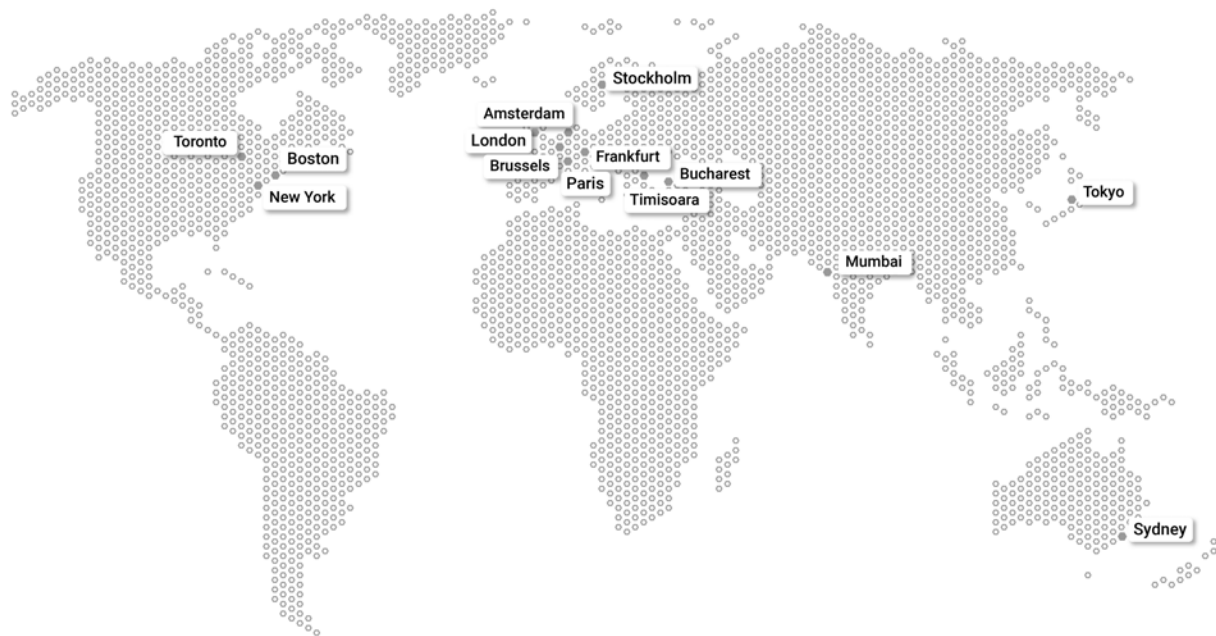 Stockholm
Amsterdam
London
Toronto
Boston
Brussels
Frankfurt
Bucharest
Paris
New York
Timisoara
Tokyo
Mumbai
Sydney